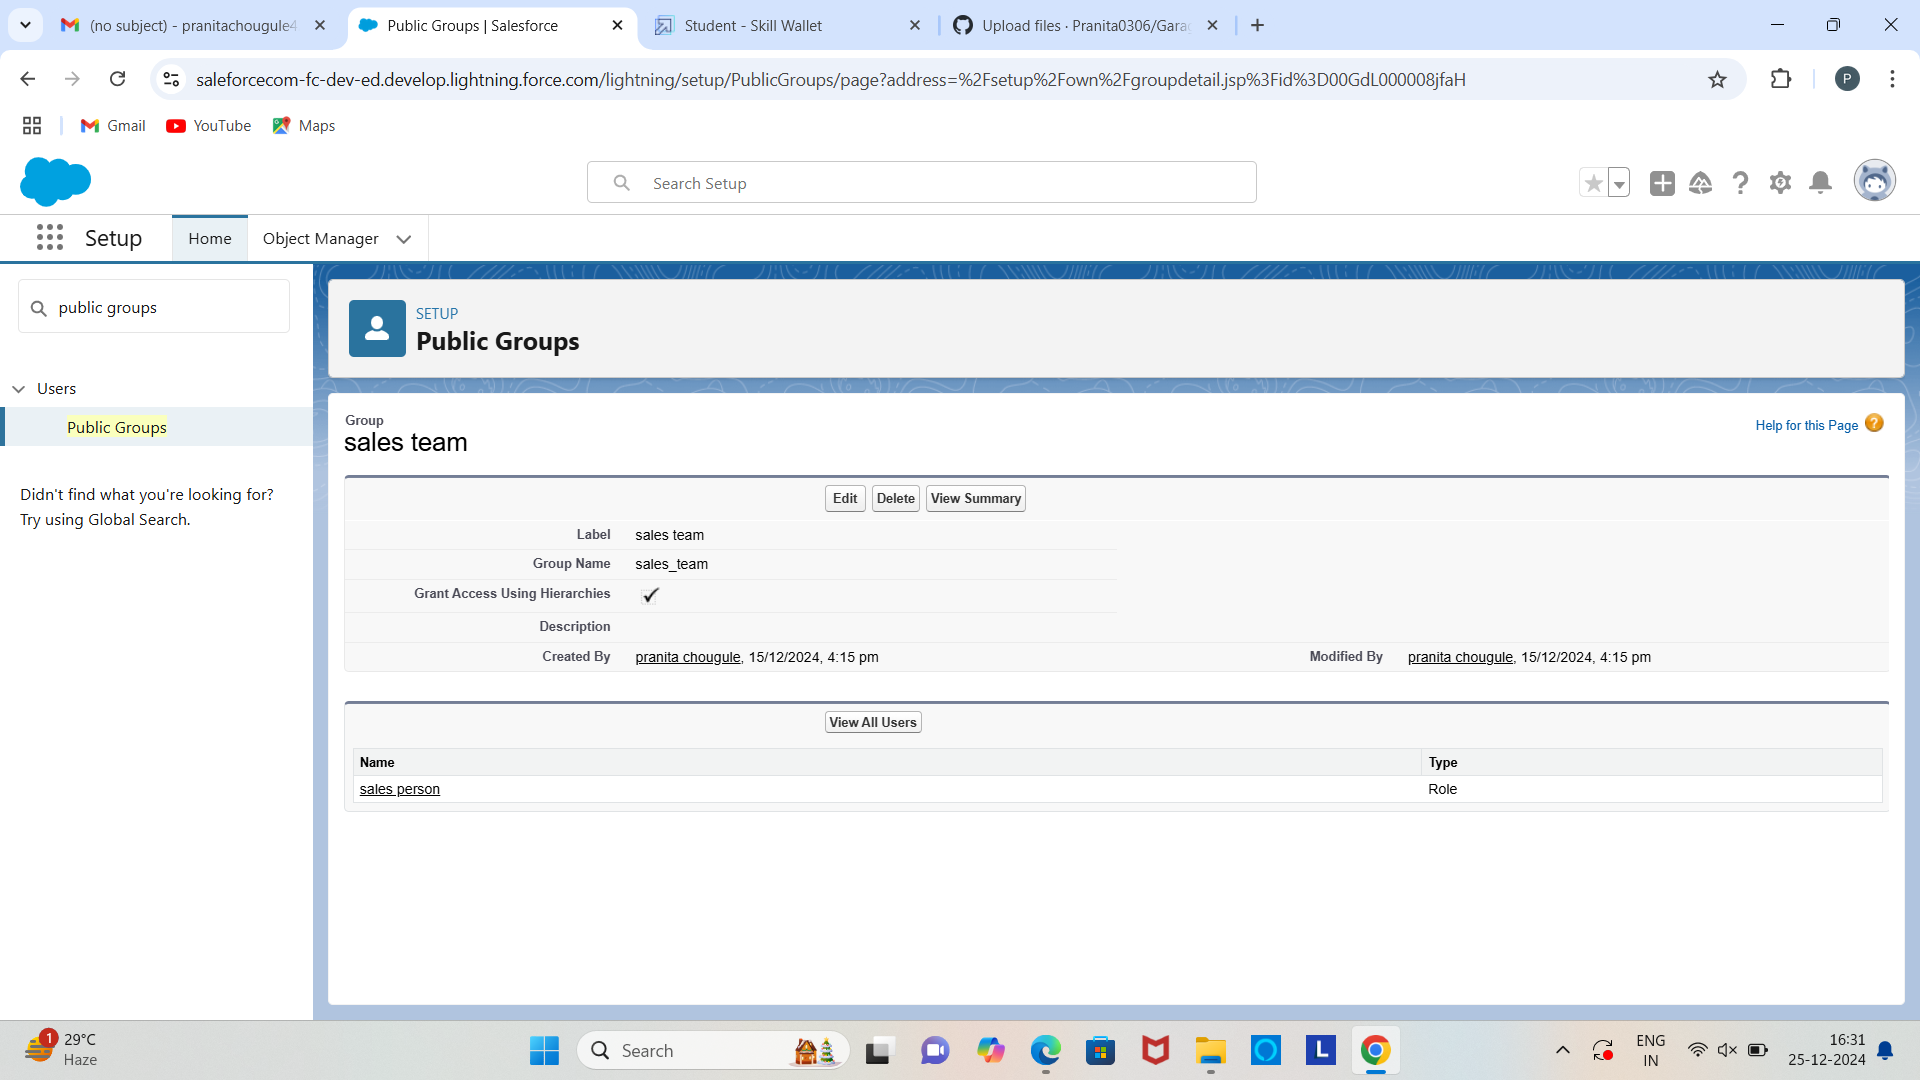 (no subject) - pranitachougule4
Public Groups | Salesforce
Student - Skill Wallet
Upload files · Pranita0306/Garag
saleforcecom-fc-dev-ed.develop.lightning.force.com/lightning/setup/PublicGroups/page?address=%2Fsetup%2Fown%2Fgroupdetail.jsp%3Fid%3D00GdL000008jfaH
P
Gmail
YouTube
Maps
Search Setup
Setup
Home
Object Manager
public groups
Users
Public Groups
Didn't find what you're looking for?
Try using Global Search.
SETUP
Public Groups
Group
sales team
Help for this Page ?
Edit
Delete
View Summary
Label sales team
Group Name sales_team
Grant Access Using Hierarchies
Description
Created By pranita chougule, 15/12/2024, 4:15 pm
Modified By pranita chougule, 15/12/2024, 4:15 pm
View All Users
Name Type
sales person Role
1
29°C
Haze
Search
L
ENG
IN
16:31
25-12-2024